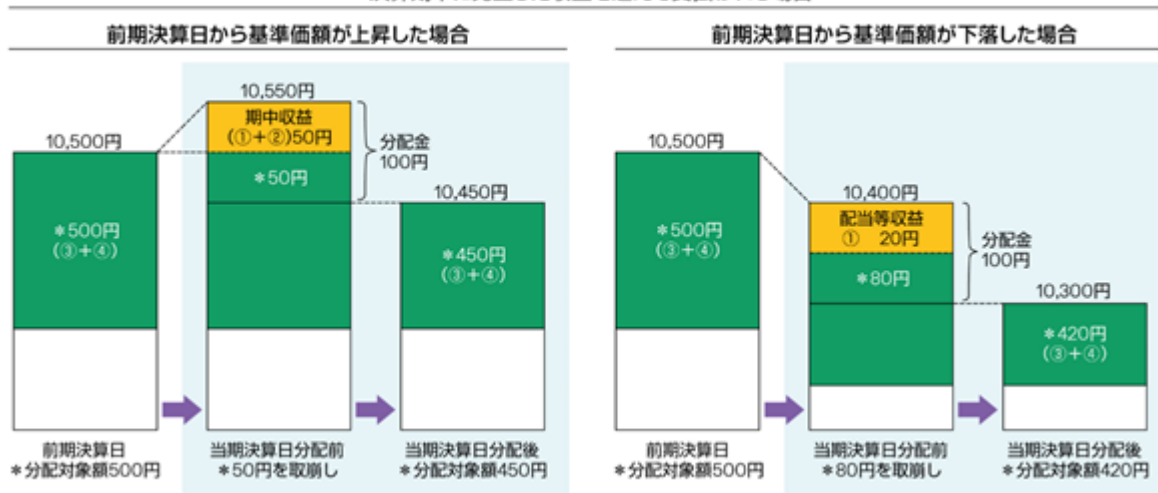 前期決算日から基準価額が上昇した場合
10,550円
期中収益
(①+②)50円
10,500円
分配金
100円
*50円
10,450円
*500円
(③+④)
*450円
(③+④)
前期決算日
*分配対象額500円
当期決算日分配前
*50円を取崩し
当期決算日分配後
*分配対象額450円
前期決算日から基準価額が下落した場合
10,500円
10,400円
配当等収益
① 20円
分配金
100円
*500円
(③+④)
*80円
10,300円
*420円
(③+④)
前期決算日
*分配対象額500円
当期決算日分配前
*80円を取崩し
当期決算日分配後
*分配対象額420円